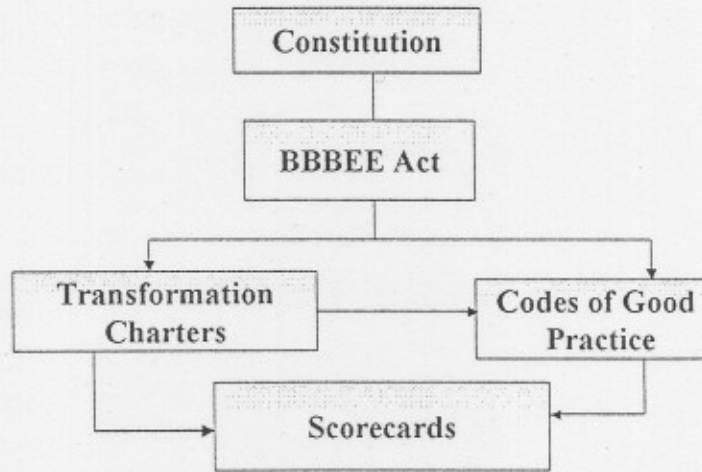 Constitution
BBBEE Act
Transformation
Charters
Codes of Good
Practice
Scorecards